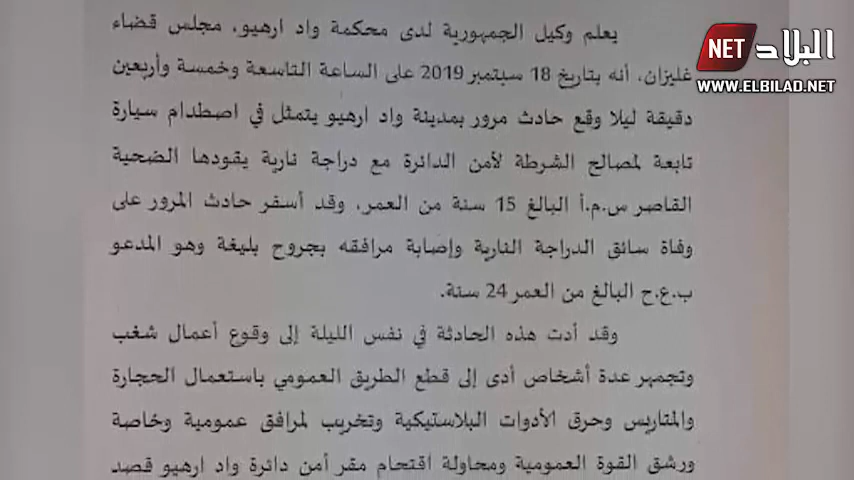 يعلم وكيل الجمهورية لدى محكمة واد ارهيو، مجلس قضاء
غليزان، أنه بتاريخ 18 سبتمبر 2019 على الساعة التاسعة وخمسة وأربعين
دقيقة ليلا وقع حادث مرور بمدينة واد ارهيو يتمثل في اصطدام سيارة
تابعة لمصالح الشرطة لأمن الدائرة مع دراجة نارية يقودها الضحية
القاصر س.م.أ البالغ 15 سنة من العمر، وقد أسفر حادث المرور على
وفاة سائق الدراجة النارية وإصابة مرافقه بجروح بليغة وهو المدعو
ب.ع.ح البالغ من العمر 24 سنة.
وقد أدت هذه الحادثة في نفس الليلة إلى وقوع أعمال شغب
وتجمهر عدة أشخاص أدى إلى قطع الطريق العمومي باستعمال الحجارة
والمتاريس وحرق الأدوات البلاستيكية وتخريب لمرافق عمومية وخاصة
ورشق القوة العمومية ومحاولة اقتحام مقر أمن دائرة واد ارهيو قصد
البلاد NET
WWW.ELBILAD.NET